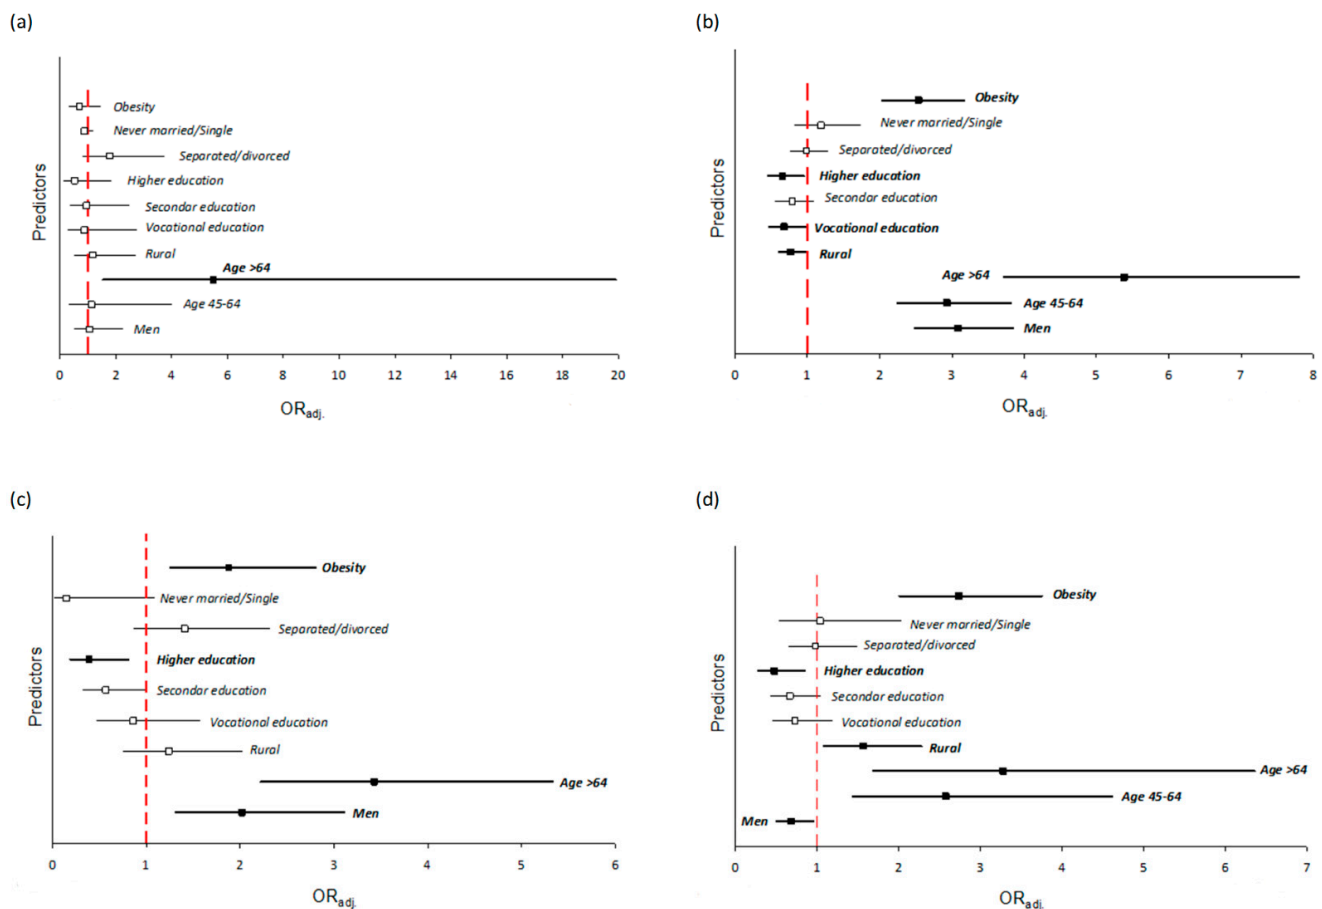 (a)
Predictors
Obesity
Never married/Single
Separated/divorced
Higher education
Secondar education
Vocational education
Rural
Age >64
Age 45-64
Men
0 2 4 6 8 10 12 14 16 18 20
ORadj.
(b)
Predictors
Obesity
Never married/Single
Separated/divorced
Higher education
Secondar education
Vocational education
Rural
Age >64
Age 45-64
Men
0 1 2 3 4 5 6 7 8
ORadj.
(c)
Predictors
Obesity
Never married/Single
Separated/divorced
Higher education
Secondar education
Vocational education
Rural
Age >64
Men
0 1 2 3 4 5 6
ORadj.
(d)
Predictors
Obesity
Never married/Single
Separated/divorced
Higher education
Secondar education
Vocational education
Rural
Age >64
Age 45-64
Men
0 1 2 3 4 5 6 7
ORadj.